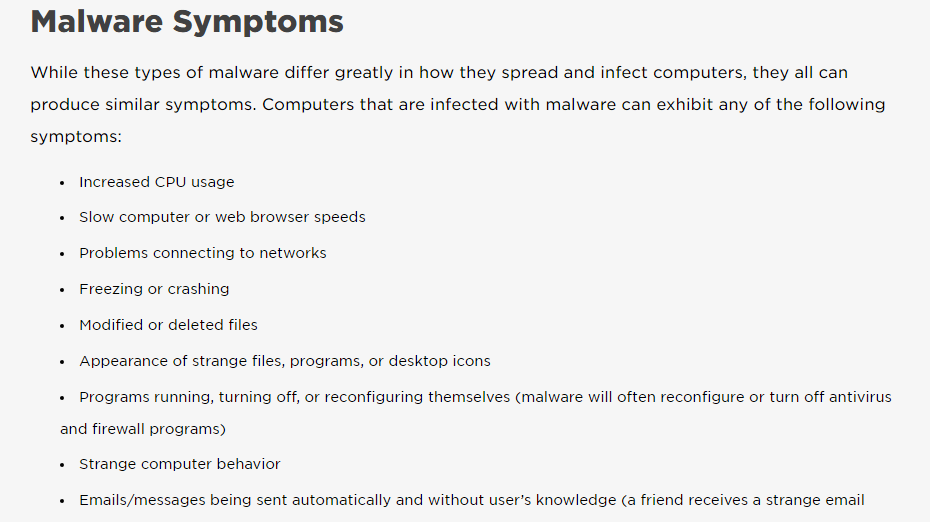 Malware Symptoms
While these types of malware differ greatly in how they spread and infect computers, they all can
produce similar symptoms. Computers that are infected with malware can exhibit any of the following
symptoms:
• Increased CPU usage
• Slow computer or web browser speeds
• Problems connecting to networks
• Freezing or crashing
• Modified or deleted files
• Appearance of strange files, programs, or desktop icons
• Programs running, turning off, or reconfiguring themselves (malware will often reconfigure or turn off antivirus
and firewall programs)
• Strange computer behavior
• Emails/messages being sent automatically and without user’s knowledge (a friend receives a strange email